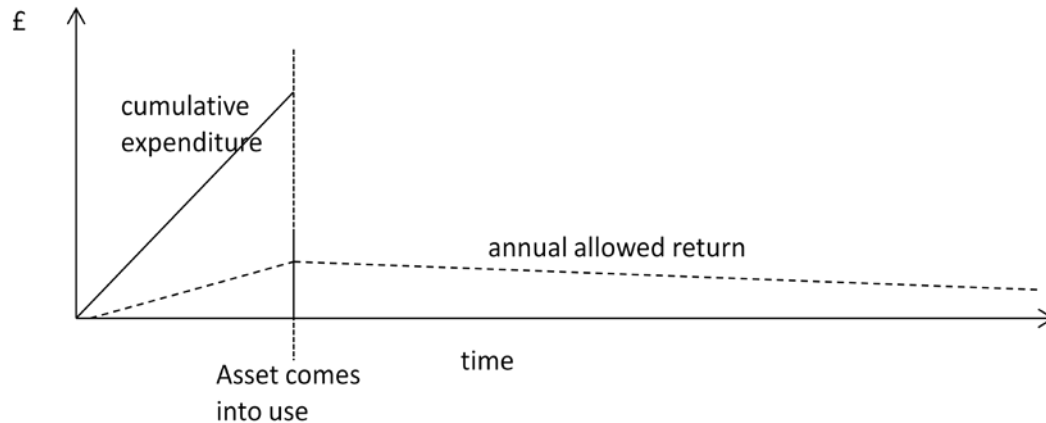 £
cumulative
expenditure
annual allowed return
time
Asset comes
into use